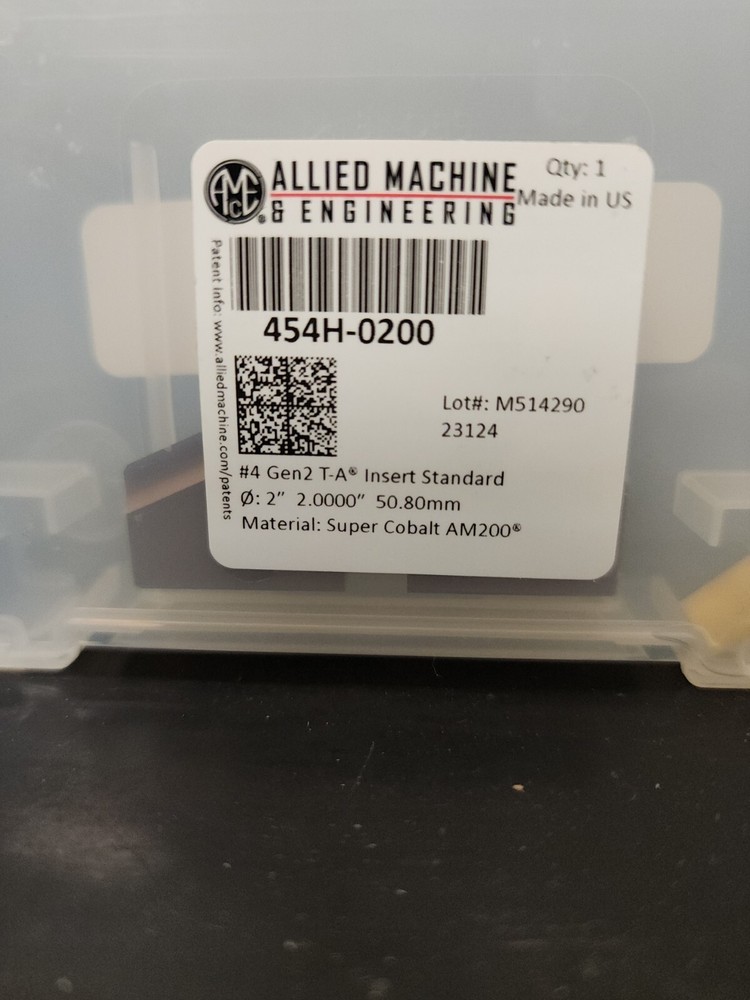 AMEC®
ALLIED MACHINE
& ENGINEERING
Qty: 1
Made in US
Patent info: www.alliedmachine.com/patents
454H-0200
Lot#: M514290
23124
#4 Gen2 T-A® Insert Standard
Ø: 2” 2.0000” 50.80mm
Material: Super Cobalt AM200®